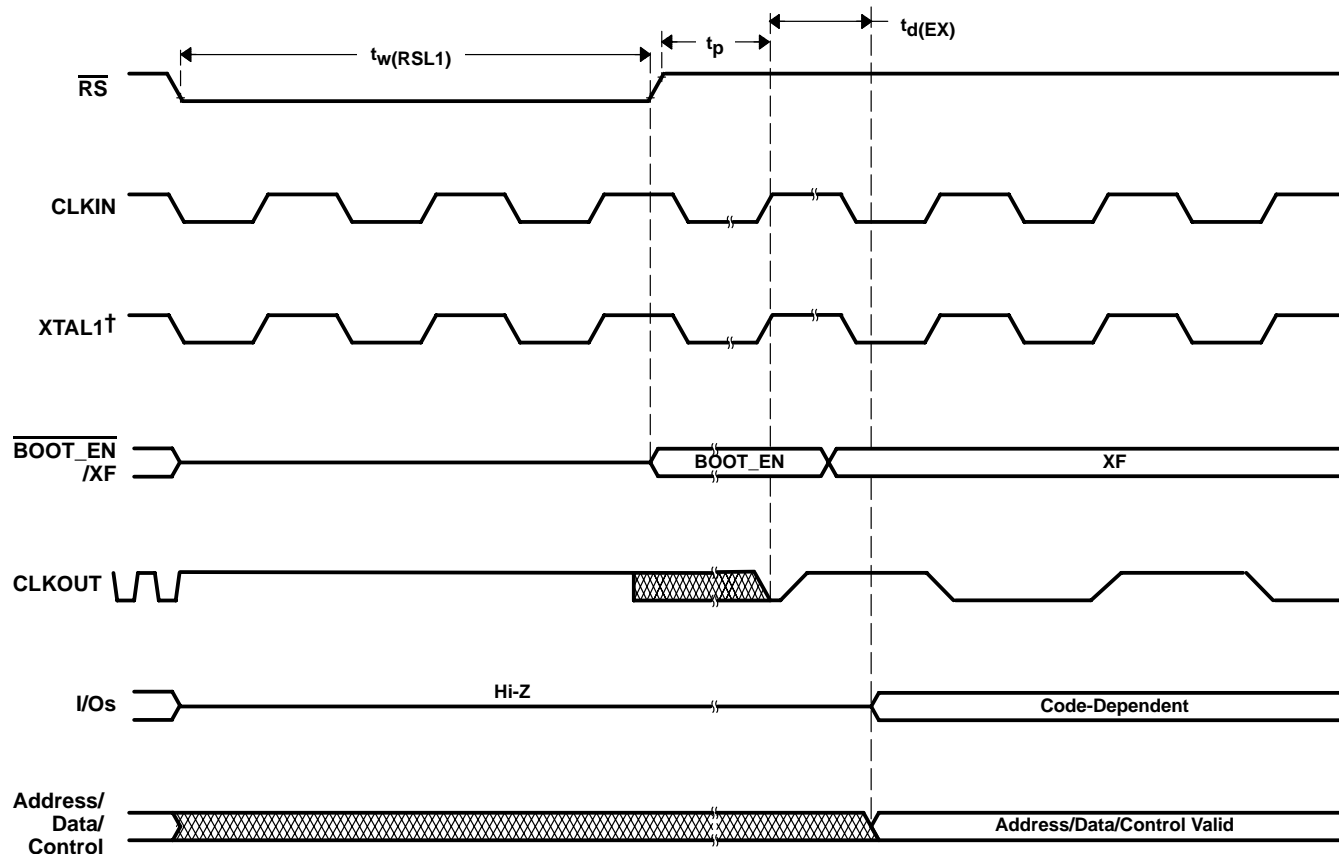 td(EX)
tw(RSL1)
tp
RS
CLKIN
XTAL1†
BOOT_EN
/XF
BOOT_EN
XF
CLKOUT
I/Os
Hi-Z
Code-Dependent
Address/
Data/
Control
Address/Data/Control Valid